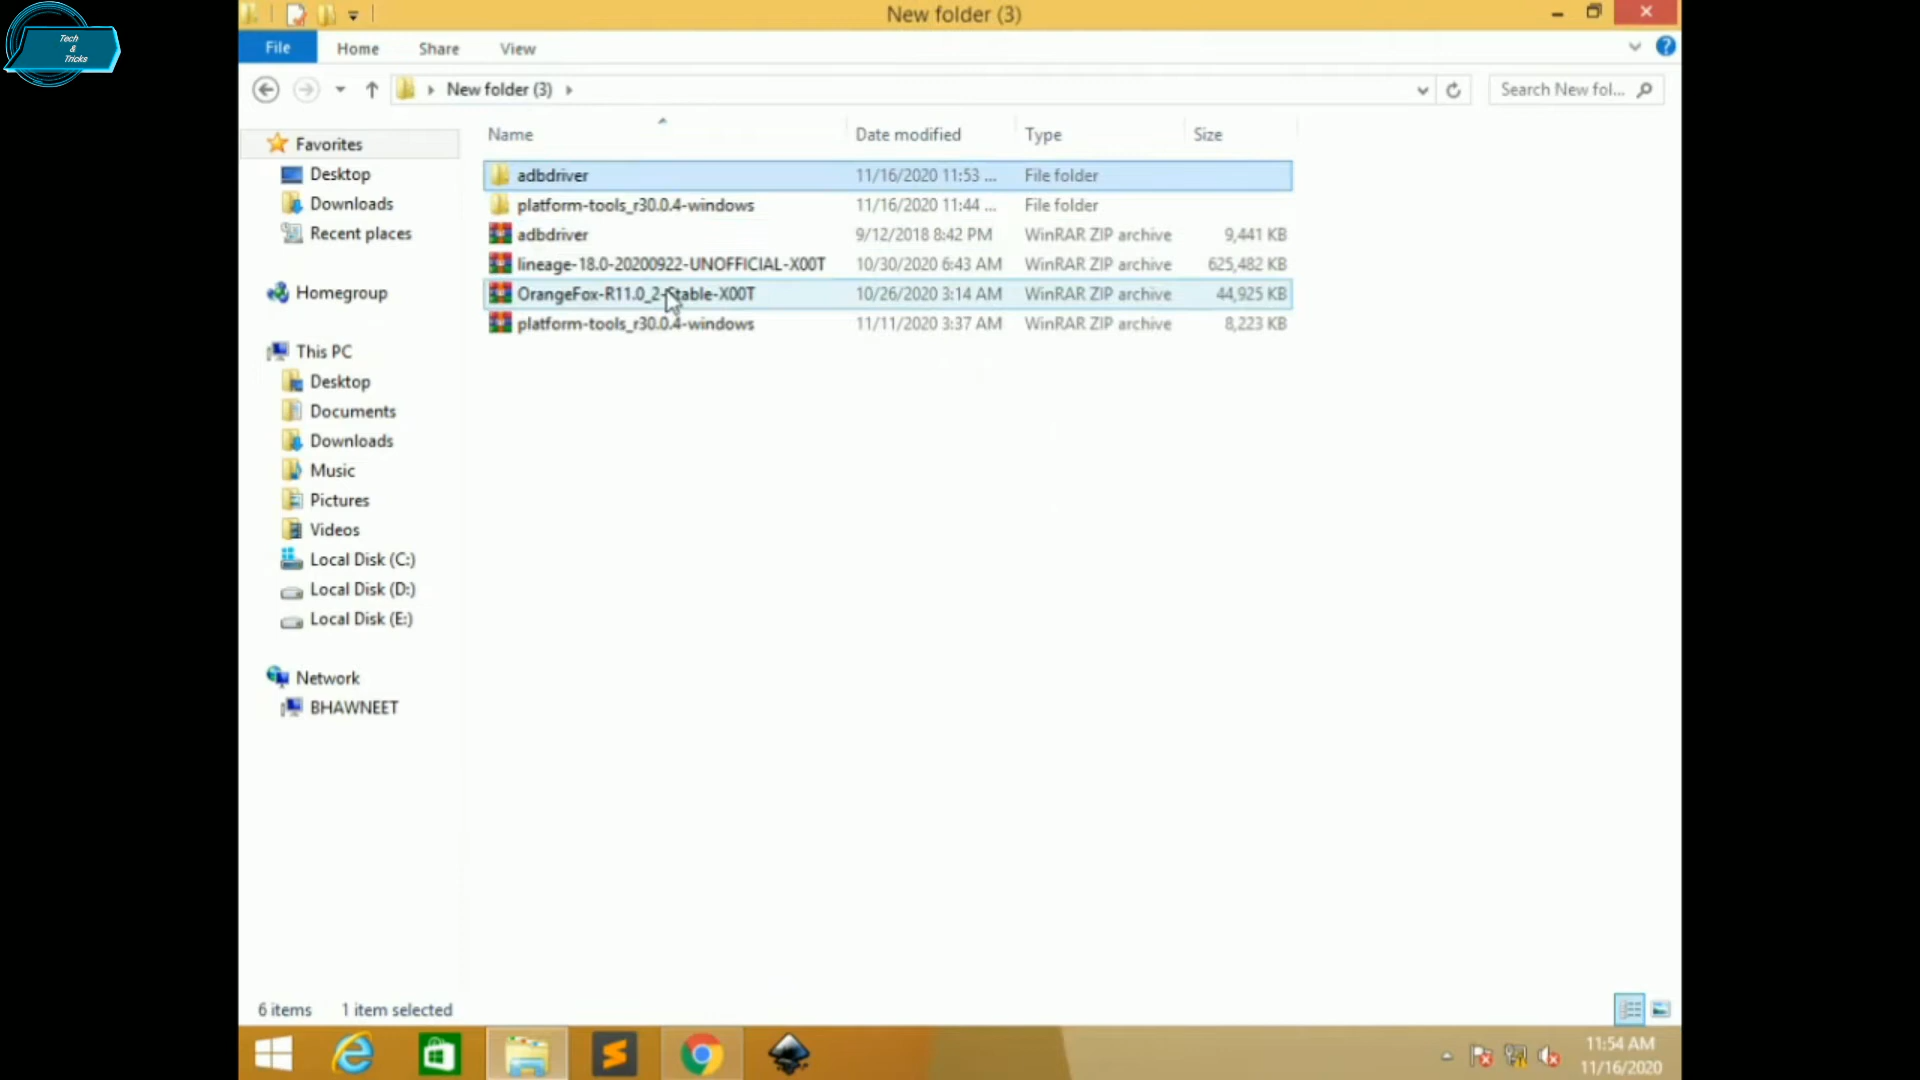 Tech
&
Tricks
New folder (3)
File Home Share View
New folder (3) Search New fol...
Name Date modified Type Size
adbdriver 11/16/2020 11:53 ... File folder
platform-tools_r30.0.4-windows 11/16/2020 11:44 ... File folder
adbdriver 9/12/2018 8:42 PM WinRAR ZIP archive 9,441 KB
lineage-18.0-20200922-UNOFFICIAL-X00T 10/30/2020 6:43 AM WinRAR ZIP archive 625,482 KB
OrangeFox-R11.0_2-Stable-X00T 10/26/2020 3:14 AM WinRAR ZIP archive 44,925 KB
platform-tools_r30.0.4-windows 11/11/2020 3:37 AM WinRAR ZIP archive 8,223 KB
Favorites
Desktop
Downloads
Recent places
Homegroup
This PC
Desktop
Documents
Downloads
Music
Pictures
Videos
Local Disk (C:)
Local Disk (D:)
Local Disk (E:)
Network
BHAWNEET
6 items 1 item selected
11:54 AM
11/16/2020